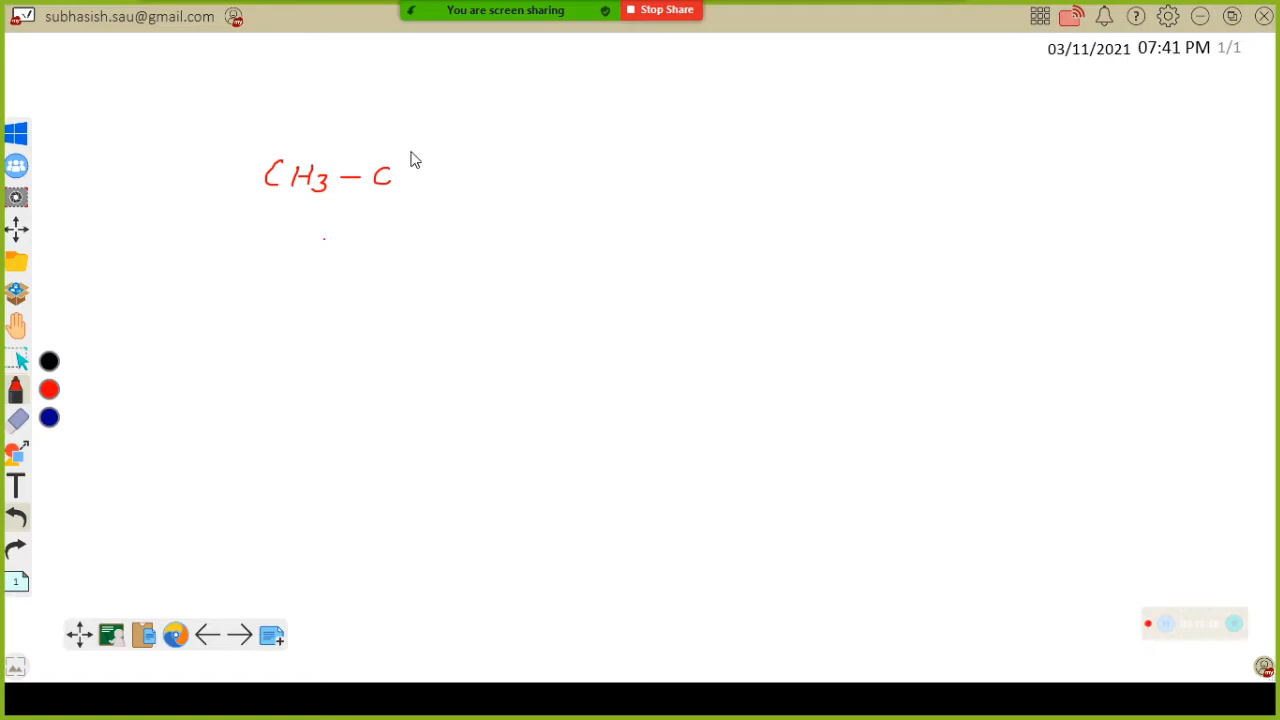 subhasish.sau@gmail.com
You are screen sharing
Stop Share
03/11/2021 07:41 PM 1/1
CH3 - C
T
1